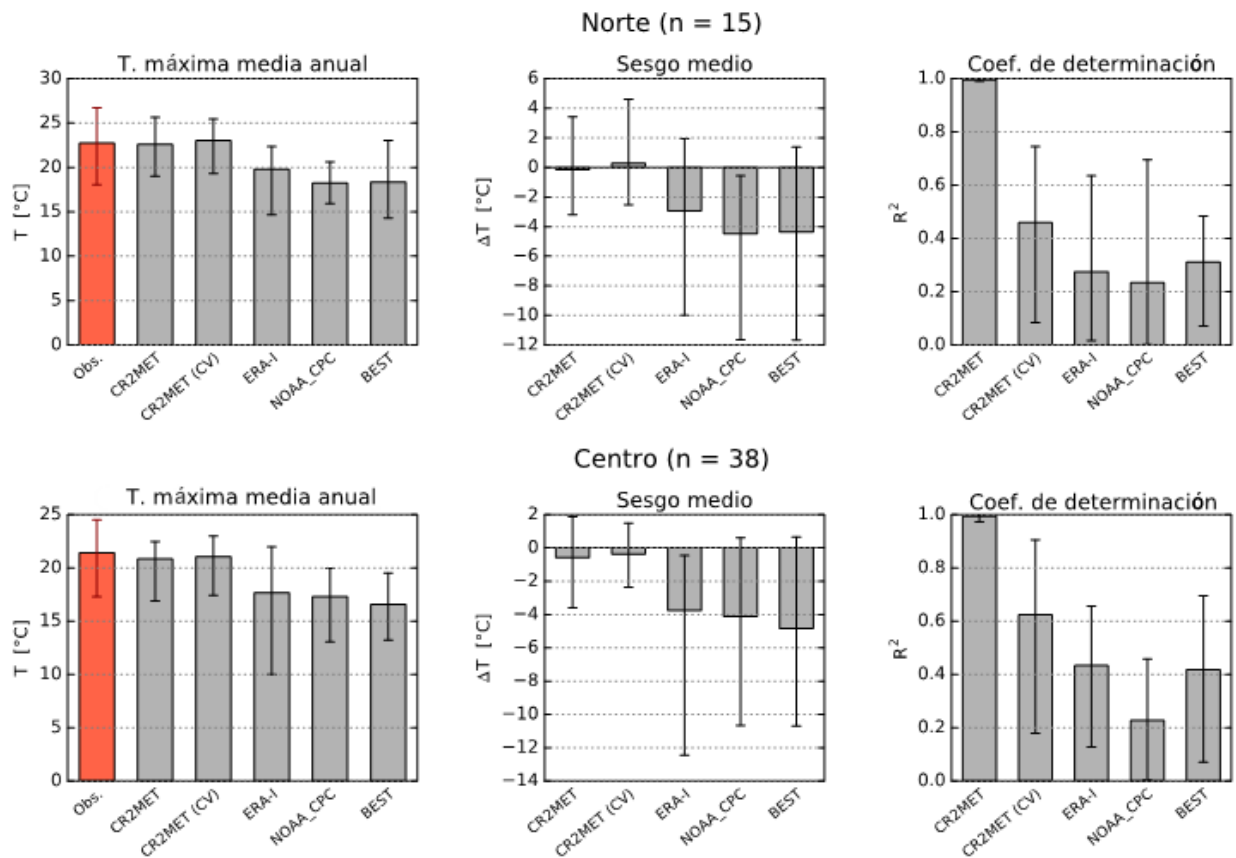 Norte (n = 15)
T. máxima media anual
30
25
20
15
10
5
0
T [°C]
Obs.
CR2MET
CR2MET (CV)
ERA-I
NOAA_CPC
BEST
Sesgo medio
6
4
2
0
−2
−4
−6
−8
−10
−12
ΔT [°C]
CR2MET
CR2MET (CV)
ERA-I
NOAA_CPC
BEST
Coef. de determinación
1.0
0.8
0.6
0.4
0.2
0.0
R²
CR2MET
CR2MET (CV)
ERA-I
NOAA_CPC
BEST
Centro (n = 38)
T. máxima media anual
25
20
15
10
5
0
T [°C]
Obs.
CR2MET
CR2MET (CV)
ERA-I
NOAA_CPC
BEST
Sesgo medio
2
0
−2
−4
−6
−8
−10
−12
−14
ΔT [°C]
CR2MET
CR2MET (CV)
ERA-I
NOAA_CPC
BEST
Coef. de determinación
1.0
0.8
0.6
0.4
0.2
0.0
R²
CR2MET
CR2MET (CV)
ERA-I
NOAA_CPC
BEST